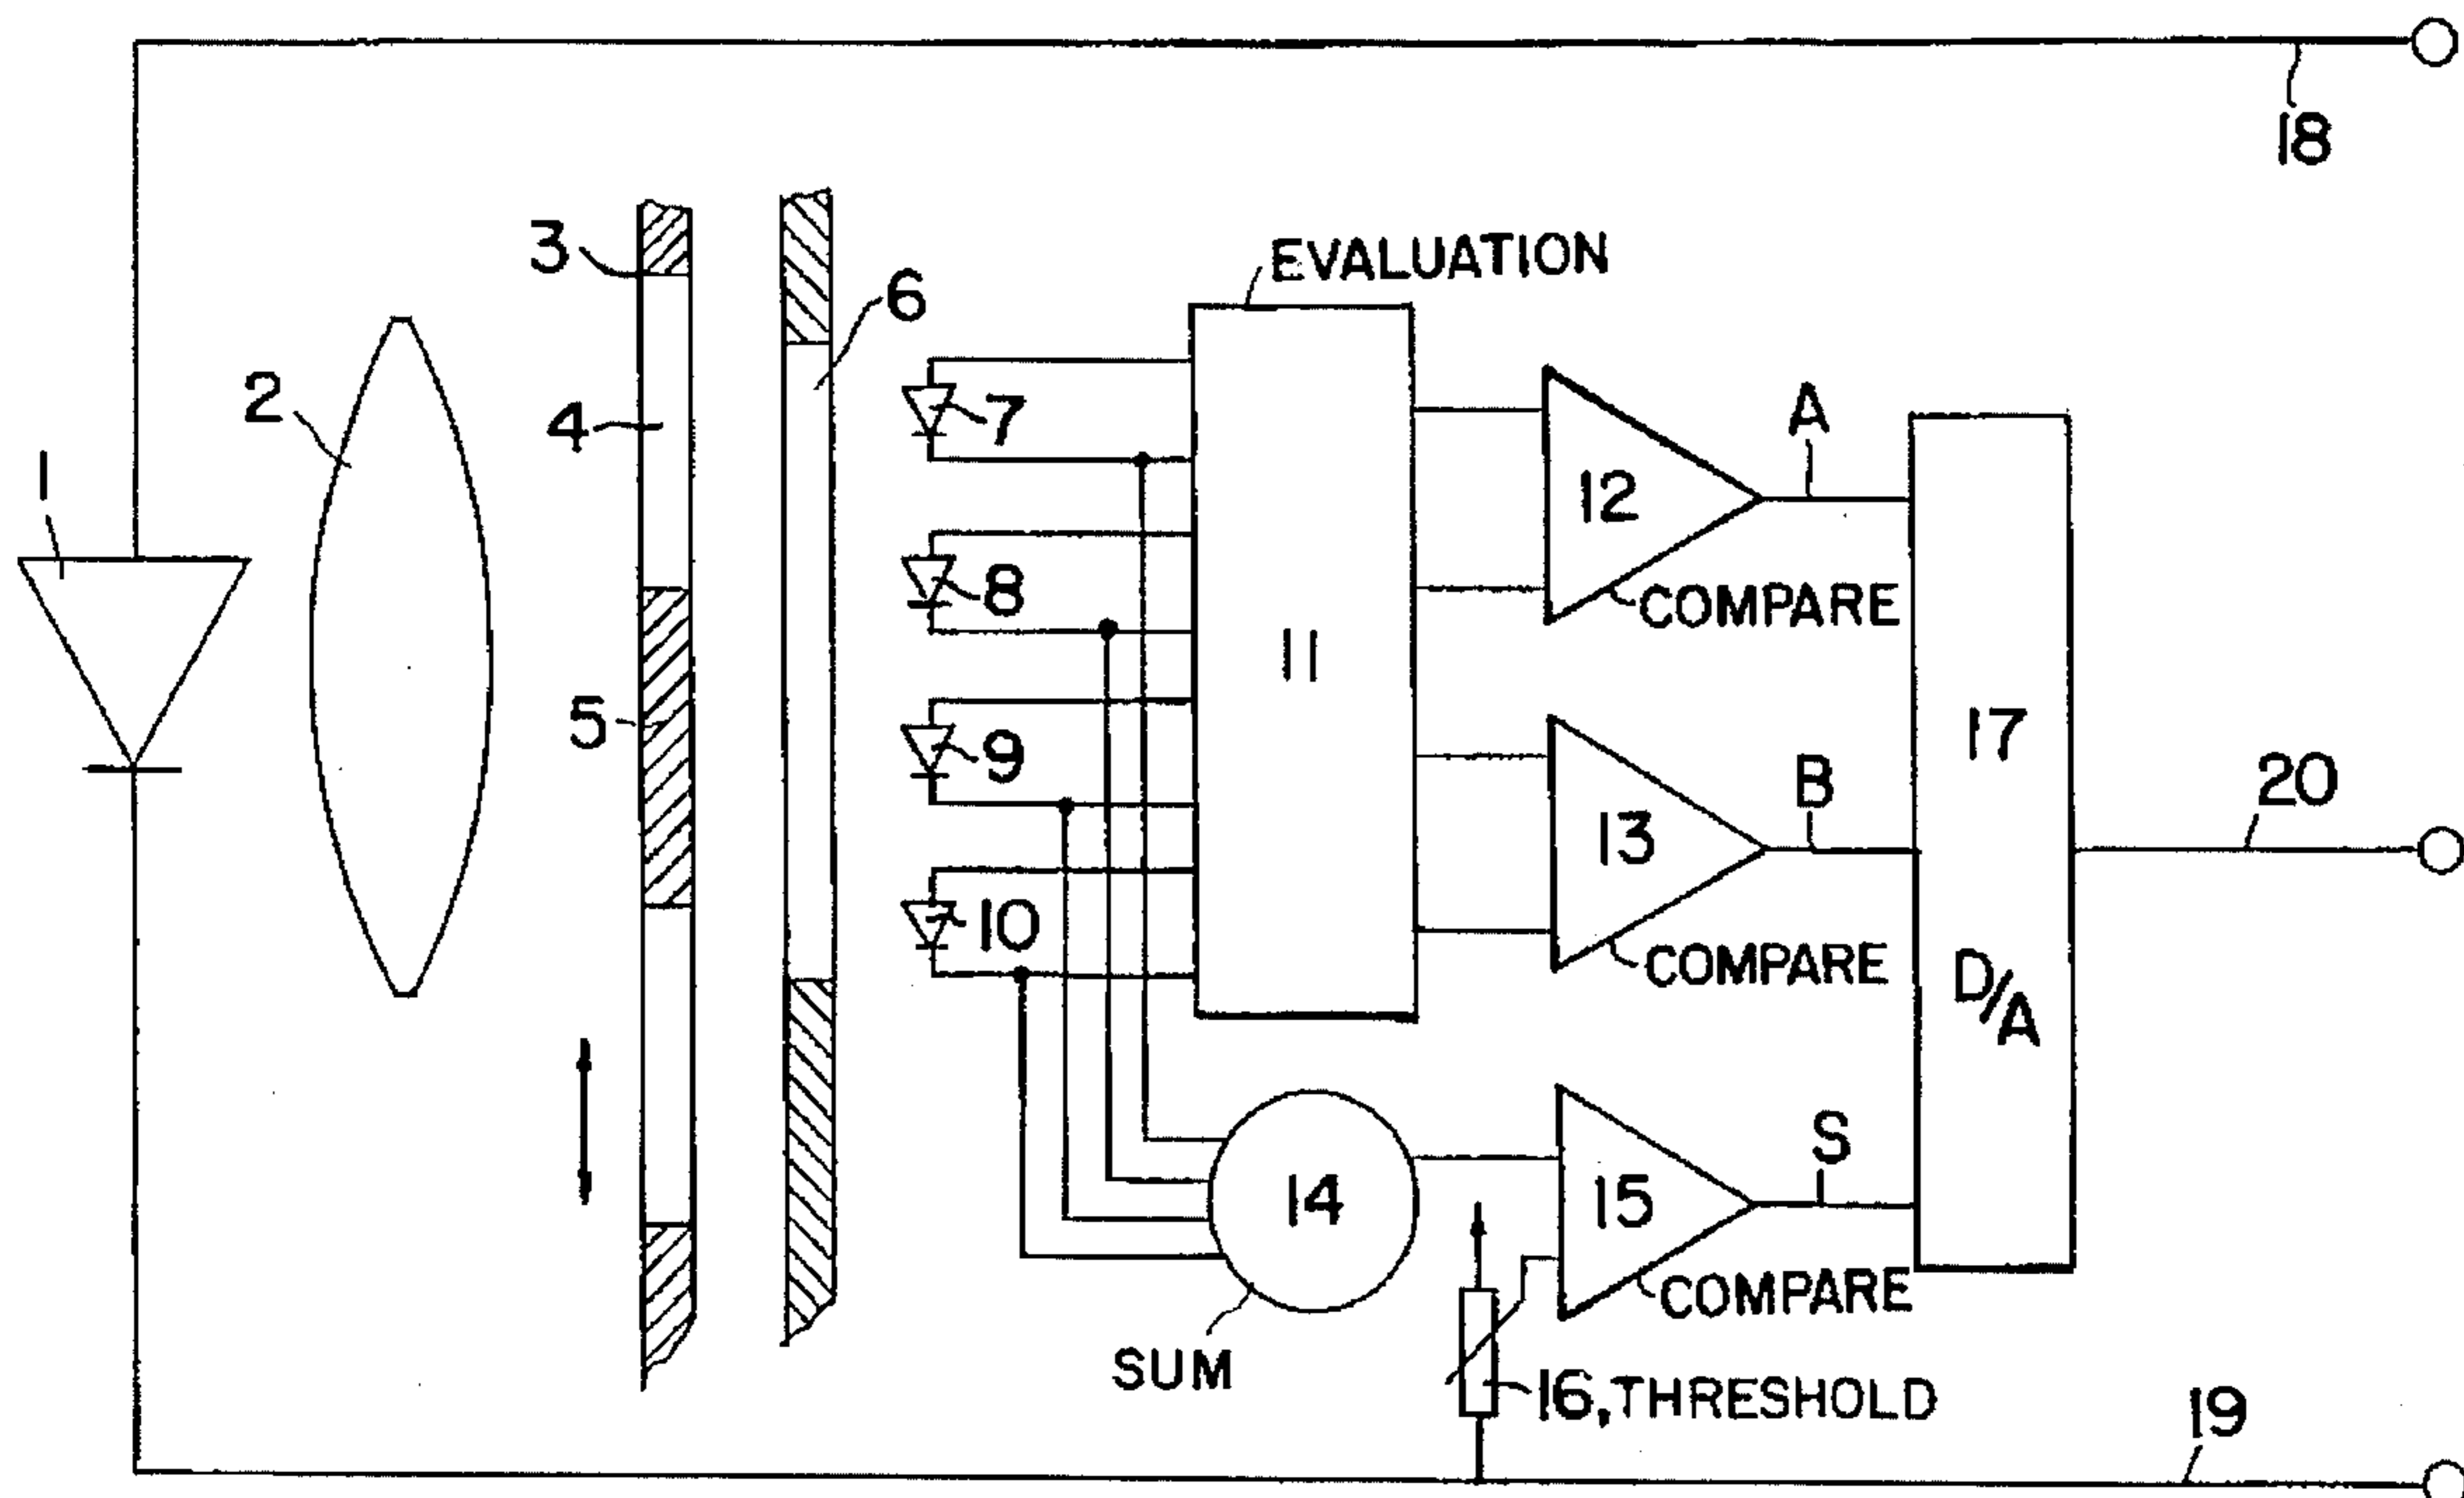 18
3
EVALUATION
6
2
4
7
A
1
12
8
COMPARE
11
5
17
9
B
20
13
10
COMPARE
D/A
S
14
15
COMPARE
SUM
16, THRESHOLD
19